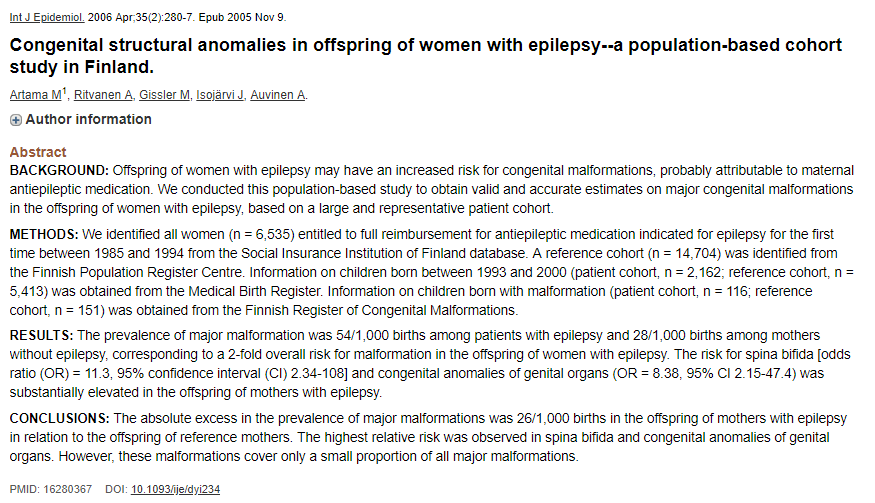 Int J Epidemiol. 2006 Apr;35(2):280-7. Epub 2005 Nov 9.
Congenital structural anomalies in offspring of women with epilepsy--a population-based cohort
study in Finland.
Artama M1, Ritvanen A, Gissler M, Isojärvi J, Auvinen A.
Author information
Abstract
BACKGROUND: Offspring of women with epilepsy may have an increased risk for congenital malformations, probably attributable to maternal
antiepileptic medication. We conducted this population-based study to obtain valid and accurate estimates on major congenital malformations
in the offspring of women with epilepsy, based on a large and representative patient cohort.
METHODS: We identified all women (n = 6,535) entitled to full reimbursement for antiepileptic medication indicated for epilepsy for the first
time between 1985 and 1994 from the Social Insurance Institution of Finland database. A reference cohort (n = 14,704) was identified from
the Finnish Population Register Centre. Information on children born between 1993 and 2000 (patient cohort, n = 2,162; reference cohort, n =
5,413) was obtained from the Medical Birth Register. Information on children born with malformation (patient cohort, n = 116; reference
cohort, n = 151) was obtained from the Finnish Register of Congenital Malformations.
RESULTS: The prevalence of major malformation was 54/1,000 births among patients with epilepsy and 28/1,000 births among mothers
without epilepsy, corresponding to a 2-fold overall risk for malformation in the offspring of women with epilepsy. The risk for spina bifida [odds
ratio (OR) = 11.3, 95% confidence interval (CI) 2.34-108] and congenital anomalies of genital organs (OR = 8.38, 95% CI 2.15-47.4) was
substantially elevated in the offspring of mothers with epilepsy.
CONCLUSIONS: The absolute excess in the prevalence of major malformations was 26/1,000 births in the offspring of mothers with epilepsy
in relation to the offspring of reference mothers. The highest relative risk was observed in spina bifida and congenital anomalies of genital
organs. However, these malformations cover only a small proportion of all major malformations.
PMID: 16280367 DOI: 10.1093/ije/dyi234